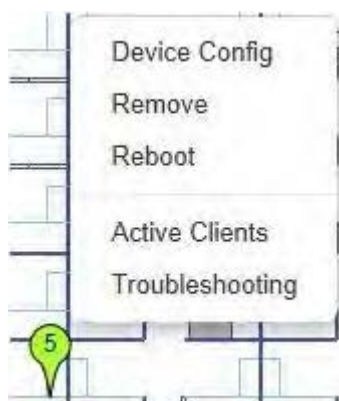 Device Config
Remove
Reboot
Active Clients
Troubleshooting
5